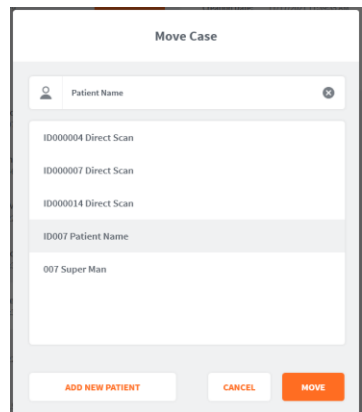 Move Case
Patient Name
ID000004 Direct Scan
ID000007 Direct Scan
ID000014 Direct Scan
ID007 Patient Name
007 Super Man
ADD NEW PATIENT
CANCEL
MOVE